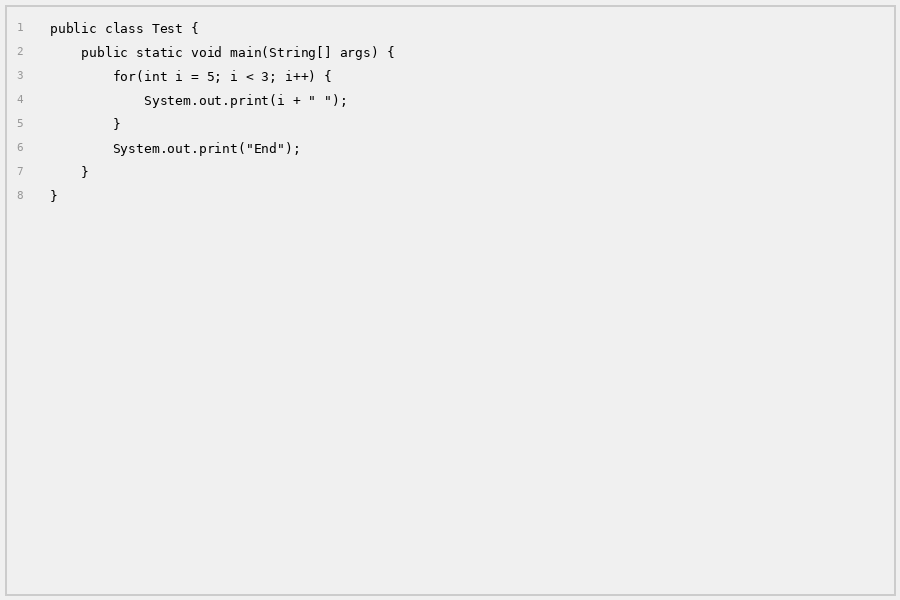 1 public class Test {
2     public static void main(String[] args) {
3         for(int i = 5; i < 3; i++) {
4             System.out.print(i + " ");
5         }
6         System.out.print("End");
7     }
8 }